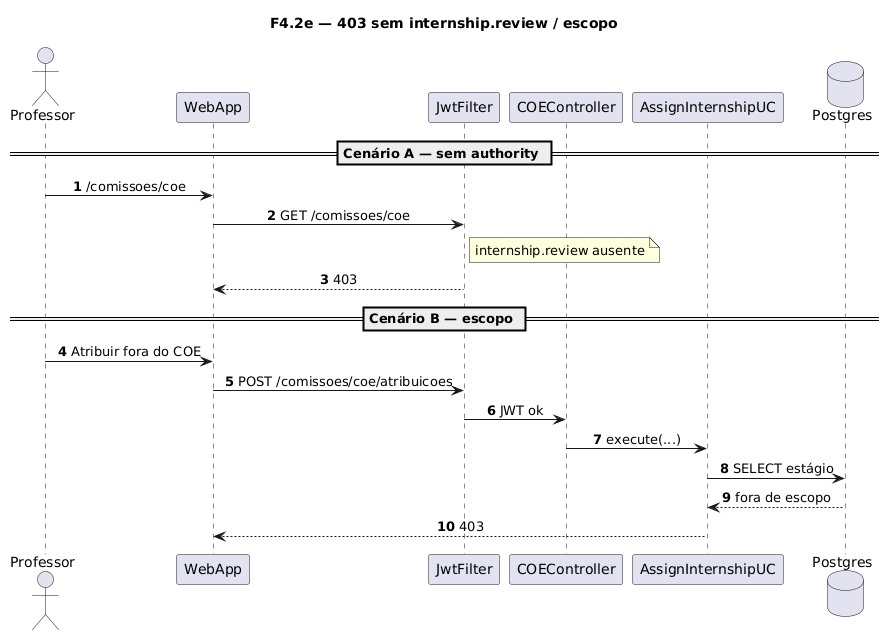 F4.2e — 403 sem internship.review / escopo
Professor
WebApp
JwtFilter
COEController
AssignInternshipUC
Postgres
Cenário A — sem authority
1 /comissoes/coe
2 GET /comissoes/coe
internship.review ausente
3 403
Cenário B — escopo
4 Atribuir fora do COE
5 POST /comissoes/coe/atribuicoes
6 JWT ok
7 execute(...)
8 SELECT estágio
9 fora de escopo
10 403
Professor
WebApp
JwtFilter
COEController
AssignInternshipUC
Postgres